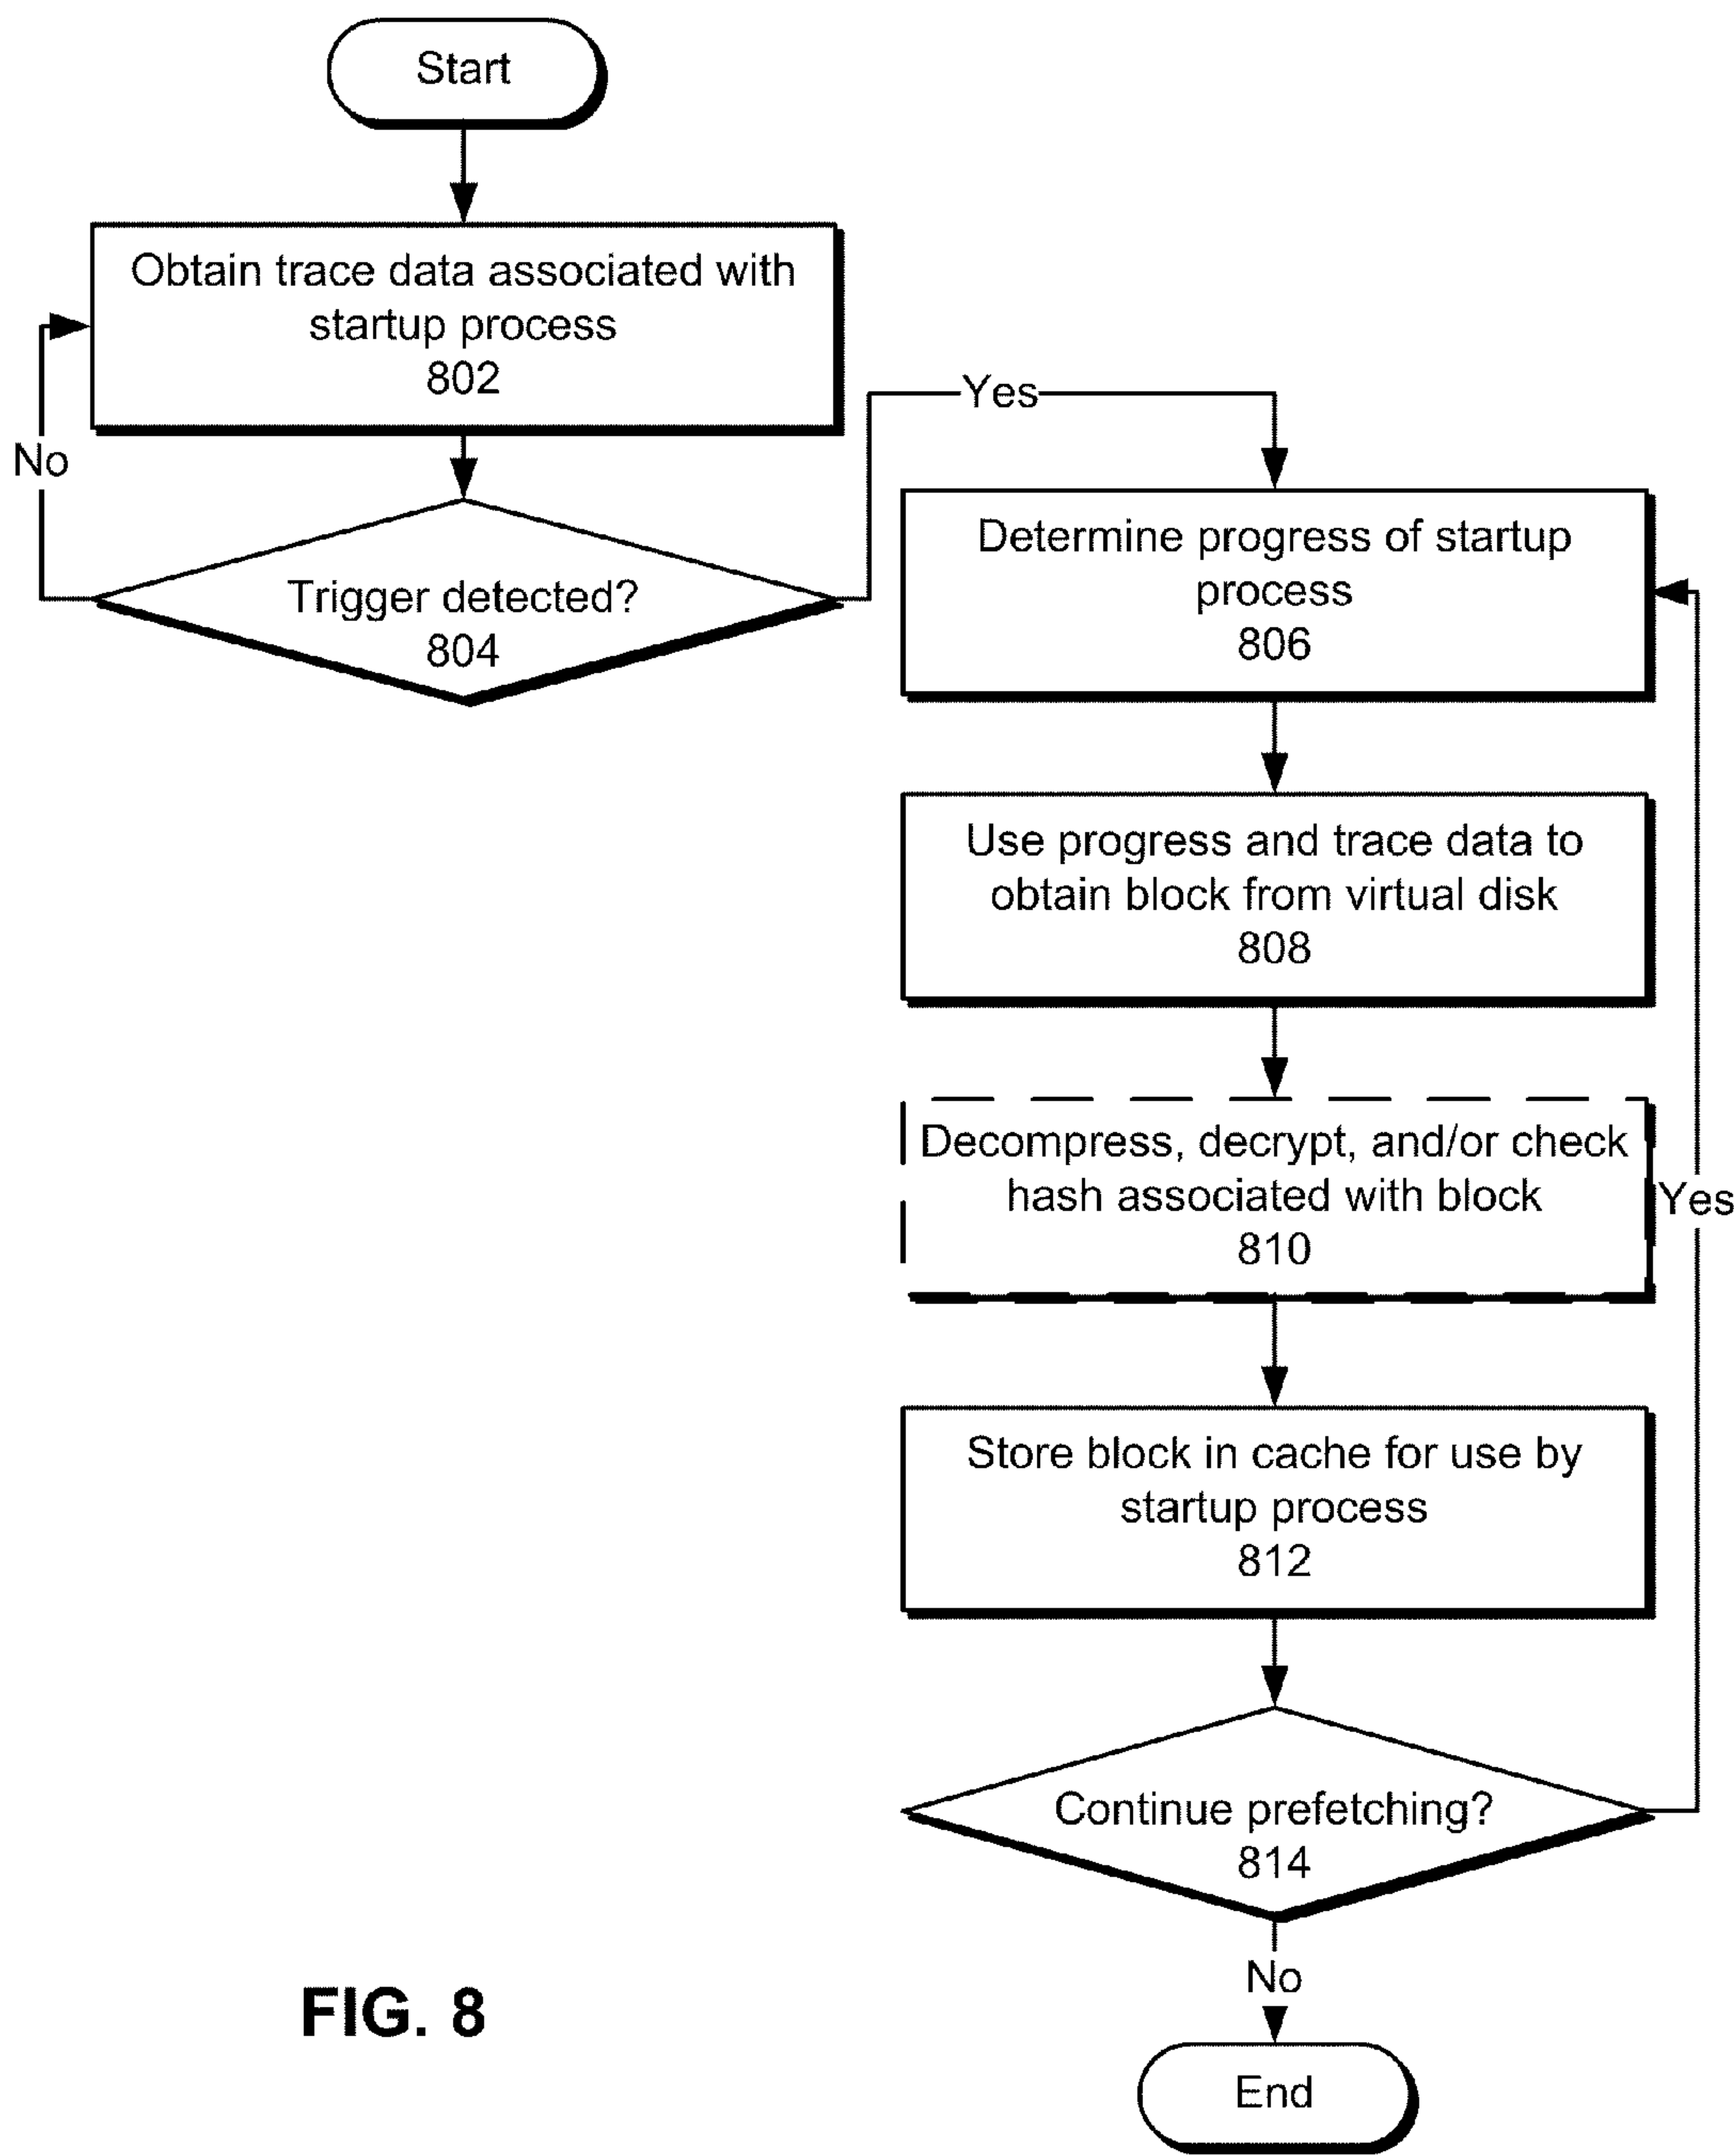 Start
Obtain trace data associated with
startup process
802
No
Trigger detected?
804
Yes
Determine progress of startup
process
806
Use progress and trace data to
obtain block from virtual disk
808
Decompress, decrypt, and/or check
hash associated with block
810
Yes
Store block in cache for use by
startup process
812
Continue prefetching?
814
No
End
FIG. 8